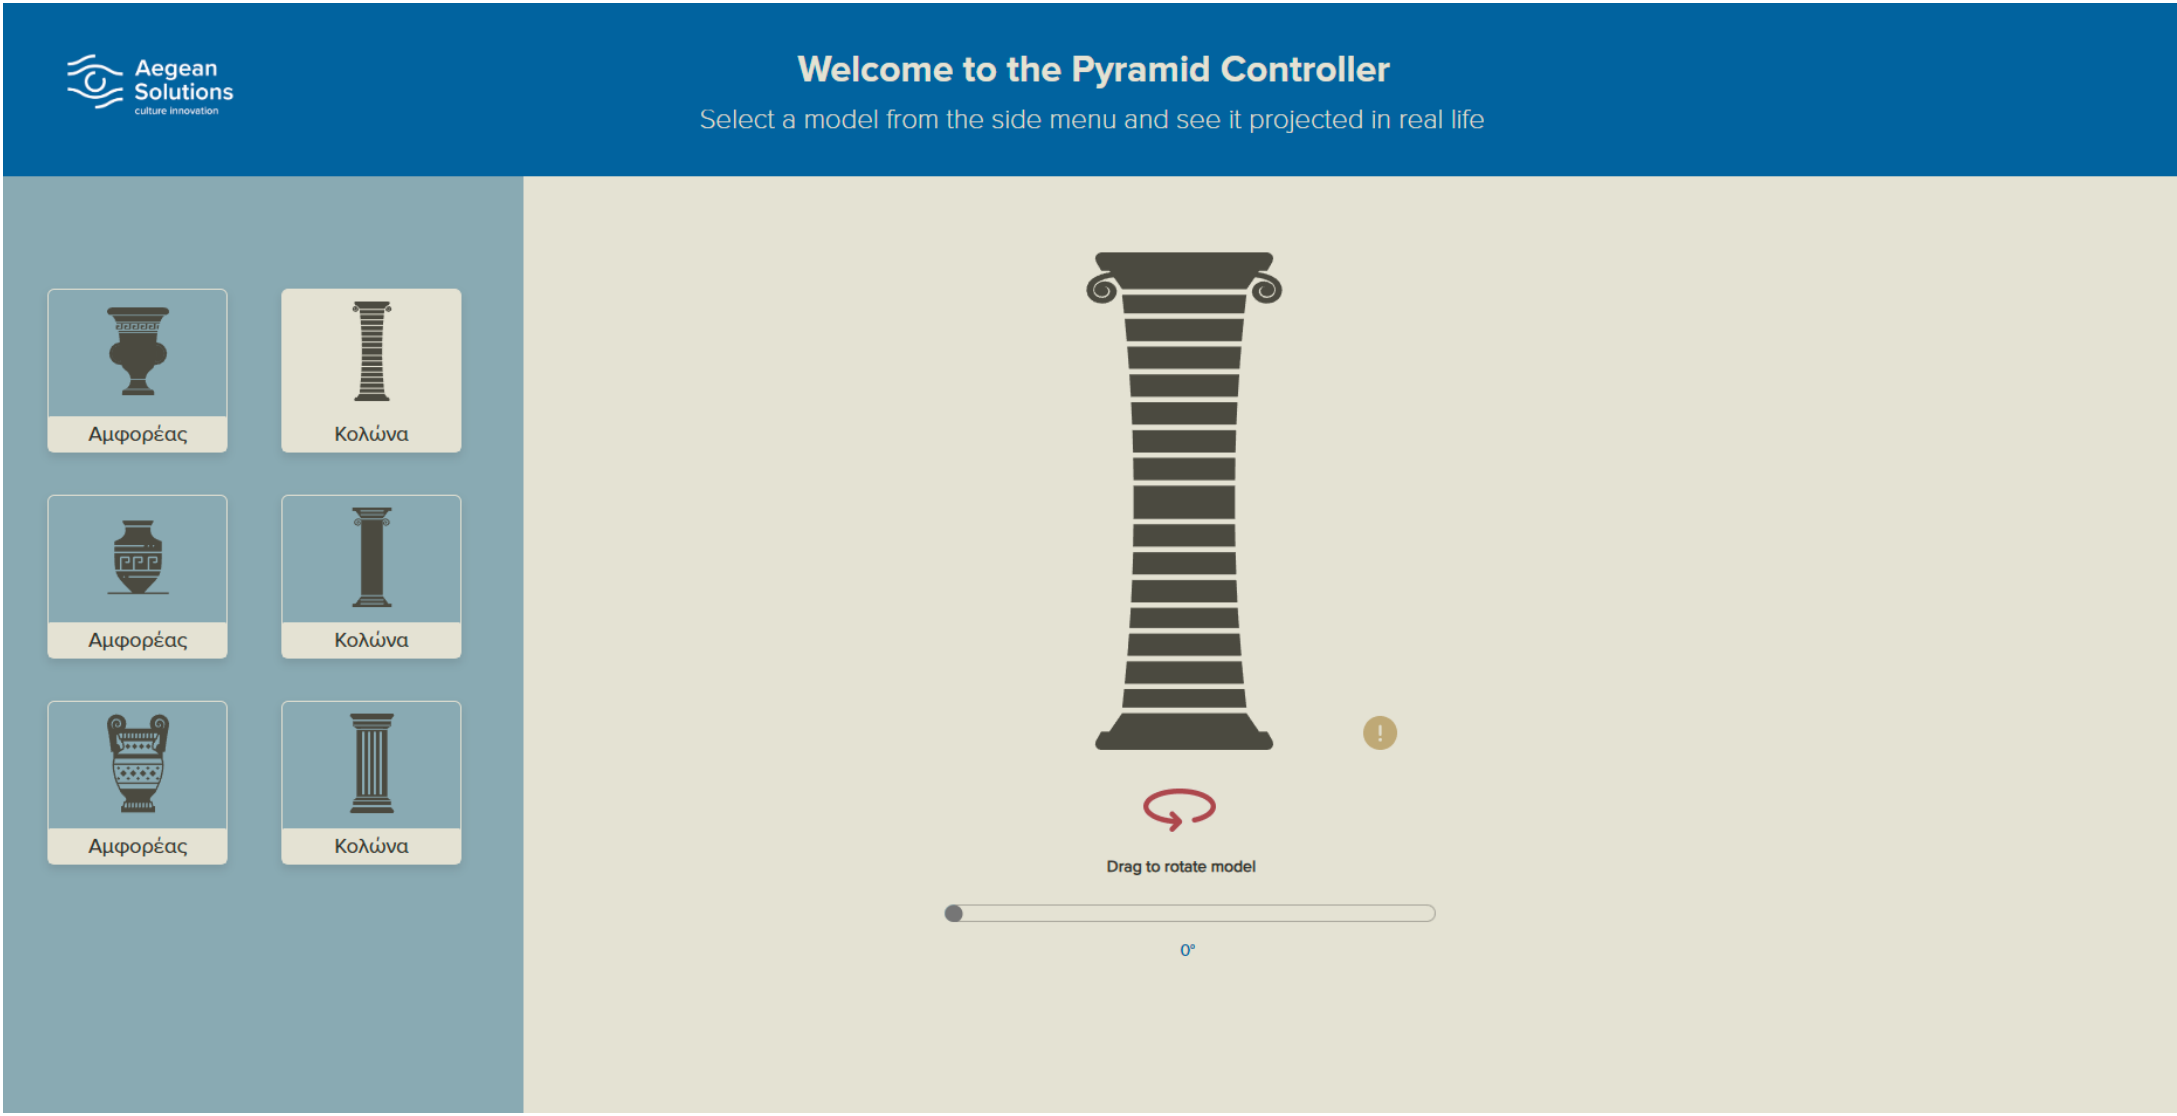 Aegean
Solutions
culture innovation
Welcome to the Pyramid Controller
Select a model from the side menu and see it projected in real life
Αμφορέας
Κολώνα
Αμφορέας
Κολώνα
Αμφορέας
Κολώνα
!
Drag to rotate model
0°